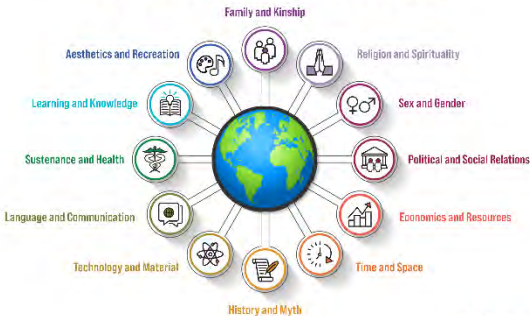 Family and Kinship
Aesthetics and Recreation
Religion and Spirituality
Learning and Knowledge
Sex and Gender
Sustenance and Health
Political and Social Relations
Language and Communication
Economics and Resources
Technology and Material
Time and Space
History and Myth